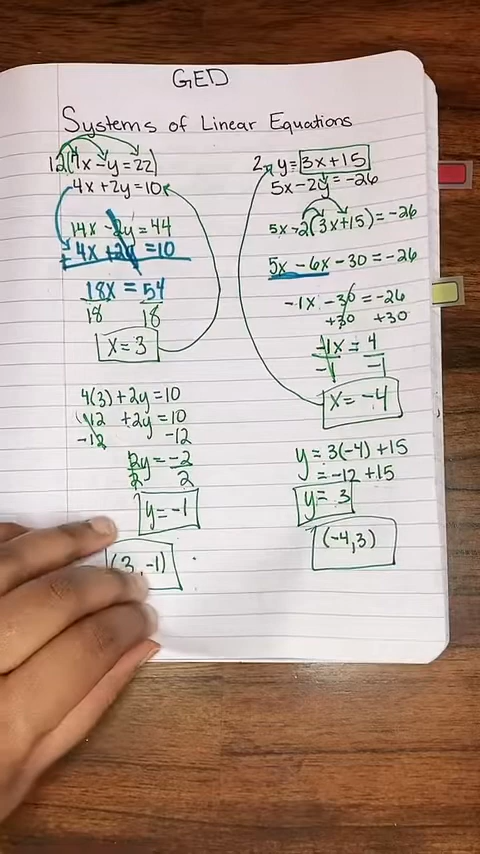 GED
Systems of Linear Equations
1. 2(7x - y = 22)
4x + 2y = 10
14x - 2y = 44
+ 4x + 2y = 10
18x = 54
18 18
x = 3
4(3) + 2y = 10
12 + 2y = 10
-12 -12
2y = -2
2 2
y = -1
(3, -1)
2. y = 3x + 15
5x - 2y = -26
5x - 2(3x + 15) = -26
5x - 6x - 30 = -26
-1x - 30 = -26
+30 +30
-1x = 4
-1 -1
x = -4
y = 3(-4) + 15
= -12 + 15
y = 3
(-4, 3)